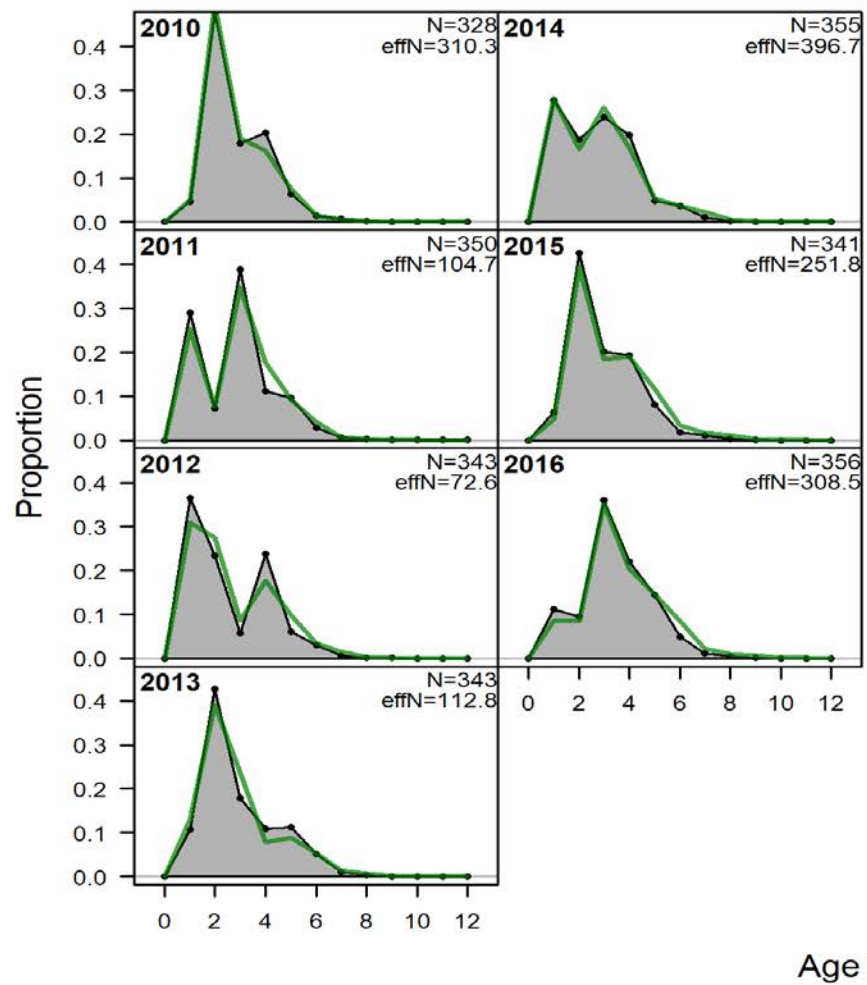 Proportion
2010
N=328
effN=310.3
0.4
0.3
0.2
0.1
0.0
2014
N=355
effN=396.7
2011
N=350
effN=104.7
0.4
0.3
0.2
0.1
0.0
2015
N=341
effN=251.8
2012
N=343
effN=72.6
0.4
0.3
0.2
0.1
0.0
2016
N=356
effN=308.5
0 2 4 6 8 10 12
2013
N=343
effN=112.8
0.4
0.3
0.2
0.1
0.0
0 2 4 6 8 10 12
Age